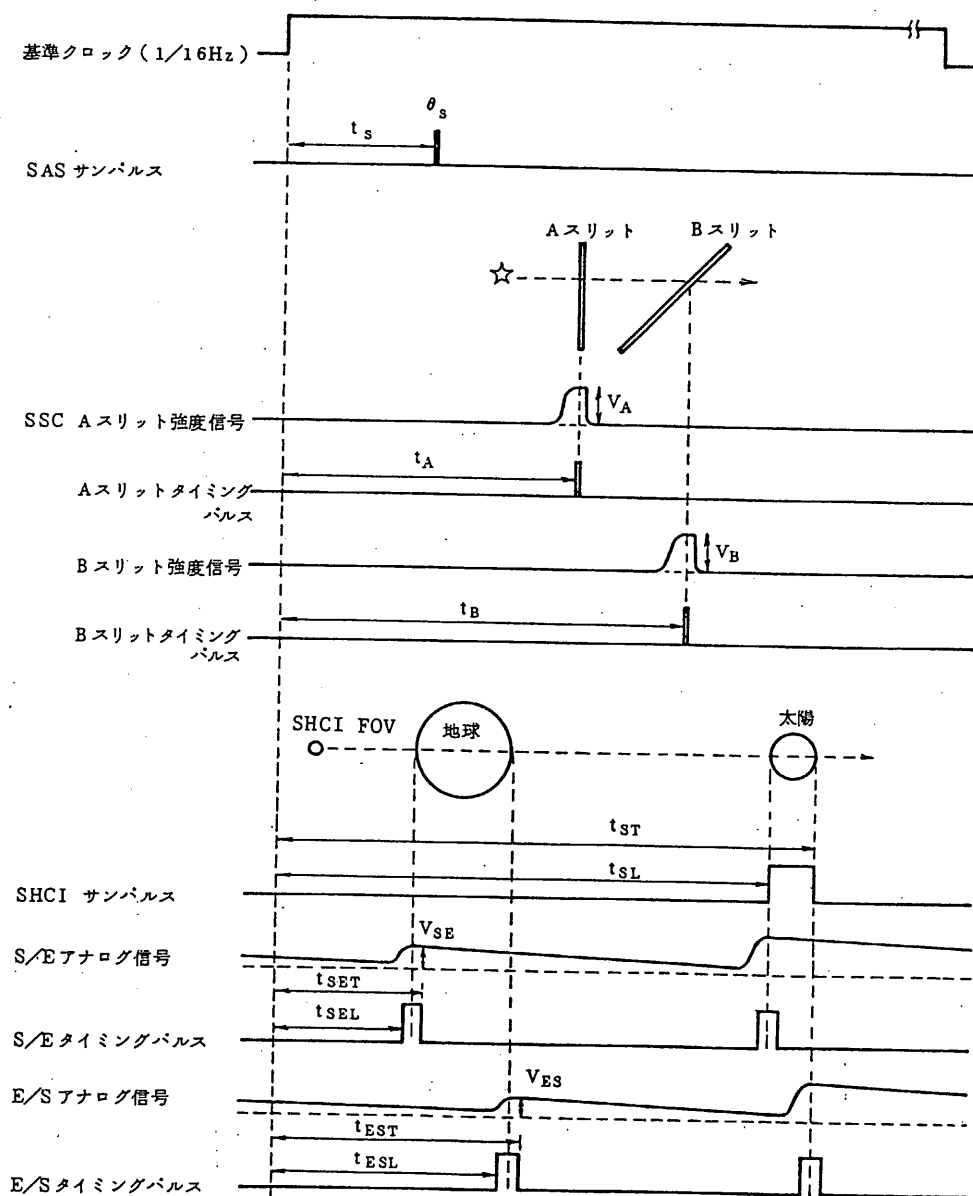 基準クロック(1/16Hz)
θS
tS
SAS サンパルス
Aスリット
Bスリット
SSC Aスリット強度信号
VA
tA
Aスリットタイミング
パルス
Bスリット強度信号
VB
tB
Bスリットタイミング
パルス
SHCI FOV
地球
太陽
tST
tSL
SHCI サンパルス
VSE
S/Eアナログ信号
tSET
tSEL
S/Eタイミングパルス
VES
E/Sアナログ信号
tEST
tESL
E/Sタイミングパルス